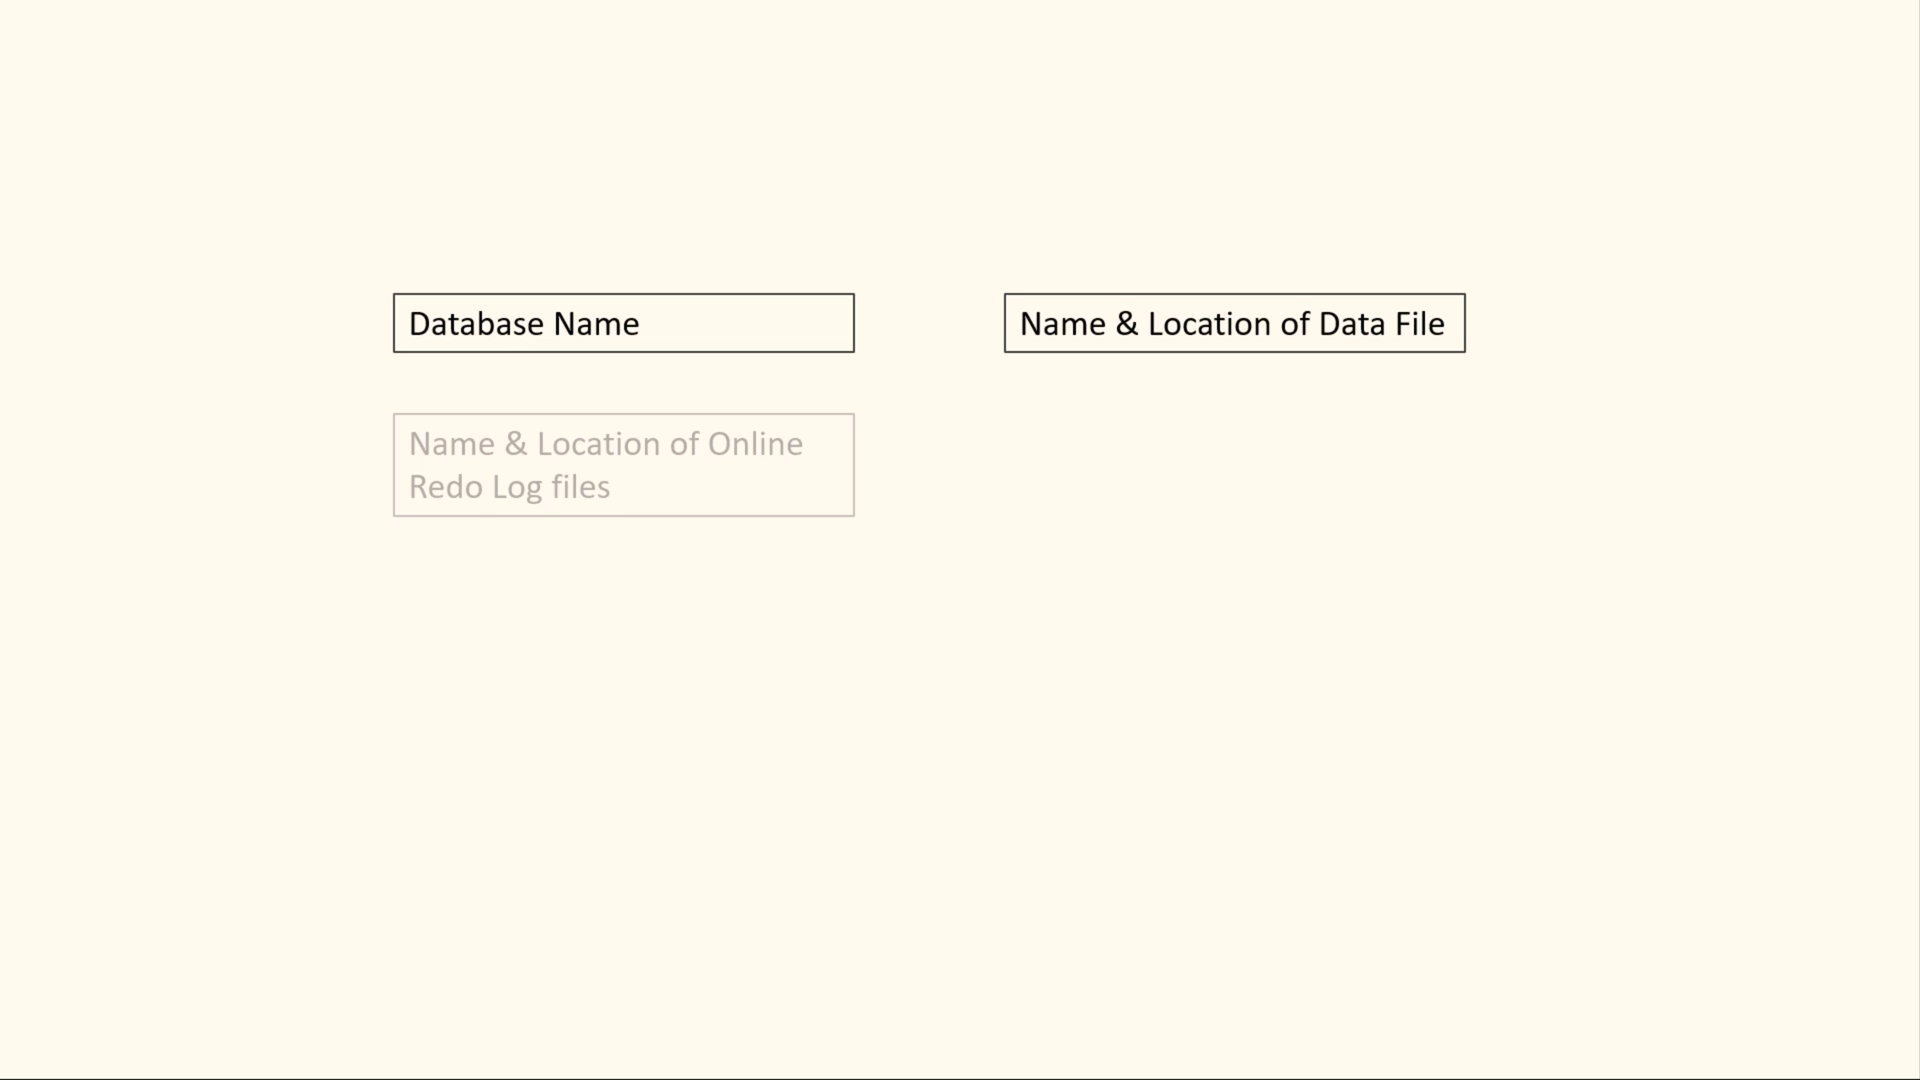 Database Name
Name & Location of Data File
Name & Location of Online
Redo Log files